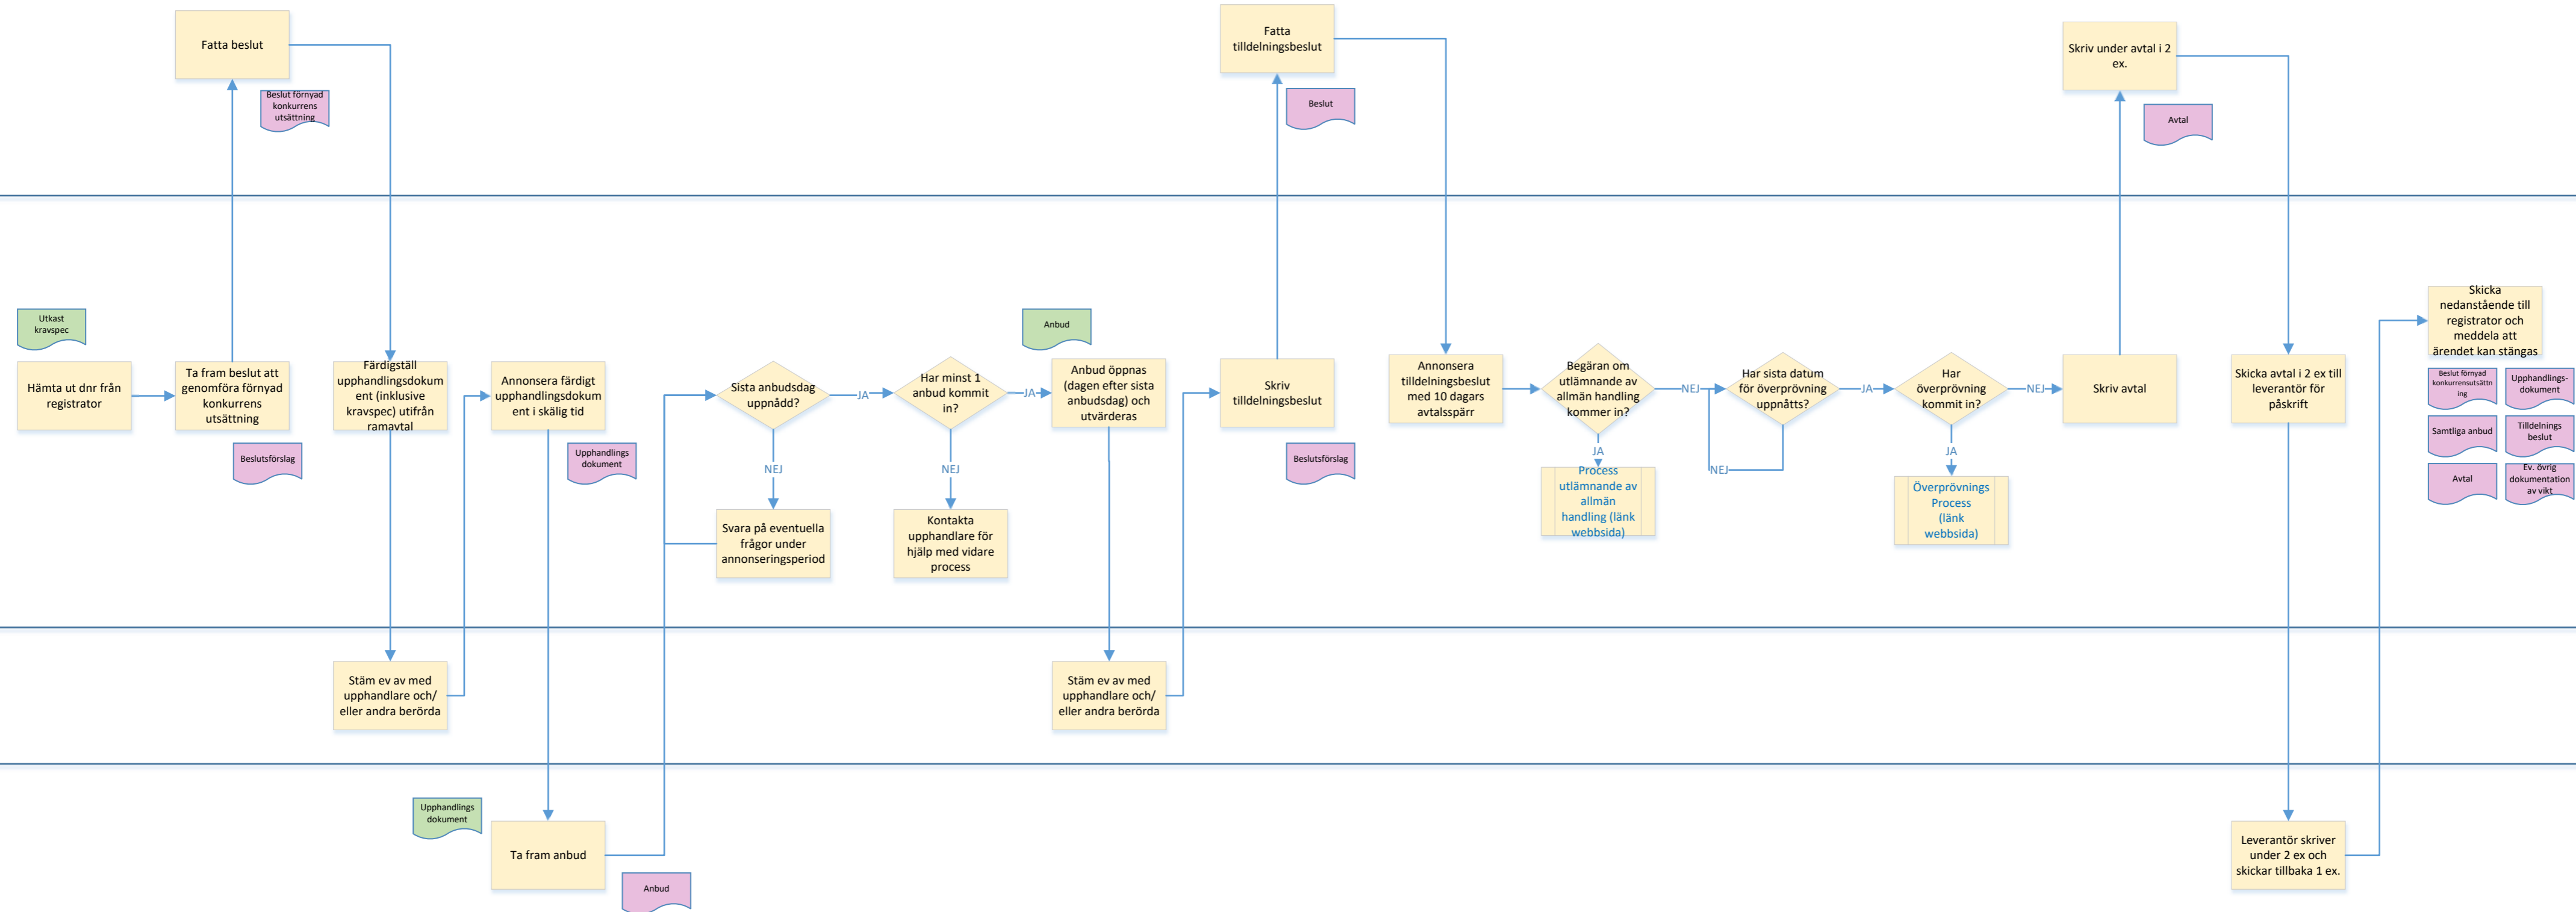 Fatta beslut
Beslut förnyad
konkurrens
utsättning
Fatta
tilldelningsbeslut
Beslut
Skriv under avtal i 2
ex.
Avtal
Utkast
kravspec
Hämta ut dnr från
registrator
Ta fram beslut att
genomföra förnyad
konkurrens
utsättning
Beslutsförslag
Färdigställ
upphandlingsdokum
ent (inklusive
kravspec) utifrån
ramavtal
Annonsera färdigt
upphandlingsdokum
ent i skälig tid
Upphandlings
dokument
Sista anbudsdag
uppnådd?
JA
NEJ
Svara på eventuella
frågor under
annonseringsperiod
Har minst 1
anbud kommit
in?
JA
NEJ
Kontakta
upphandlare för
hjälp med vidare
process
Anbud
Anbud öppnas
(dagen efter sista
anbudsdag) och
utvärderas
Skriv
tilldelningsbeslut
Beslutsförslag
Annonsera
tilldelningsbeslut
med 10 dagars
avtalsspärr
Begäran om
utlämnande av
allmän handling
kommer in?
NEJ
JA
Process
utlämnande av
allmän
handling (länk
webbsida)
Har sista datum
för överprövning
uppnåtts?
JA
NEJ
Har
överprövning
kommit in?
NEJ
JA
Överprövnings
Process
(länk
webbsida)
Skriv avtal
Skicka avtal i 2 ex till
leverantör för
påskrift
Skicka
nedanstående till
registrator och
meddela att
ärendet kan stängas
Beslut förnyad
konkurrensutsättn
ing
Upphandlings-
dokument
Samtliga anbud
Tilldelnings
beslut
Avtal
Ev. övrig
dokumentation
av vikt
Stäm ev av med
upphandlare och/
eller andra berörda
Stäm ev av med
upphandlare och/
eller andra berörda
Upphandlings
dokument
Ta fram anbud
Anbud
Leverantör skriver
under 2 ex och
skickar tillbaka 1 ex.